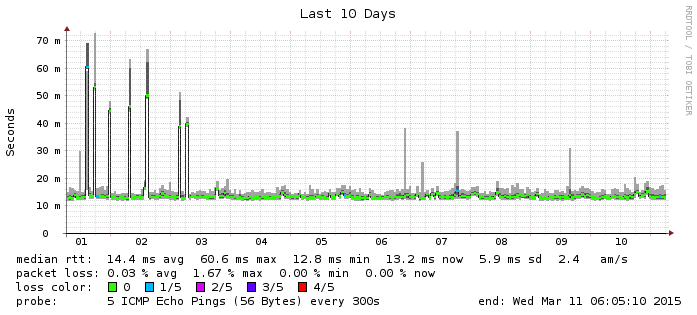 Last 10 Days
RRDTOOL / TOBI OETIKER
Seconds
70 m
60 m
50 m
40 m
30 m
20 m
10 m
0
01 02 03 04 05 06 07 08 09 10
median rtt: 14.4 ms avg 60.6 ms max 12.8 ms min 13.2 ms now 5.9 ms sd 2.4 am/s
packet loss: 0.03 % avg 1.67 % max 0.00 % min 0.00 % now
loss color: 0 1/5 2/5 3/5 4/5
probe: 5 ICMP Echo Pings (56 Bytes) every 300s end: Wed Mar 11 06:05:10 2015